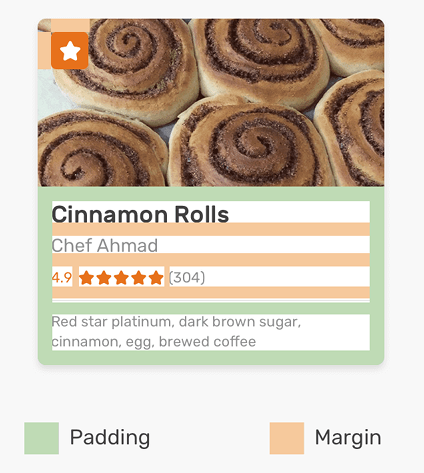 Cinnamon Rolls
Chef Ahmad
4.9 (304)
Red star platinum, dark brown sugar,
cinnamon, egg, brewed coffee
Padding Margin